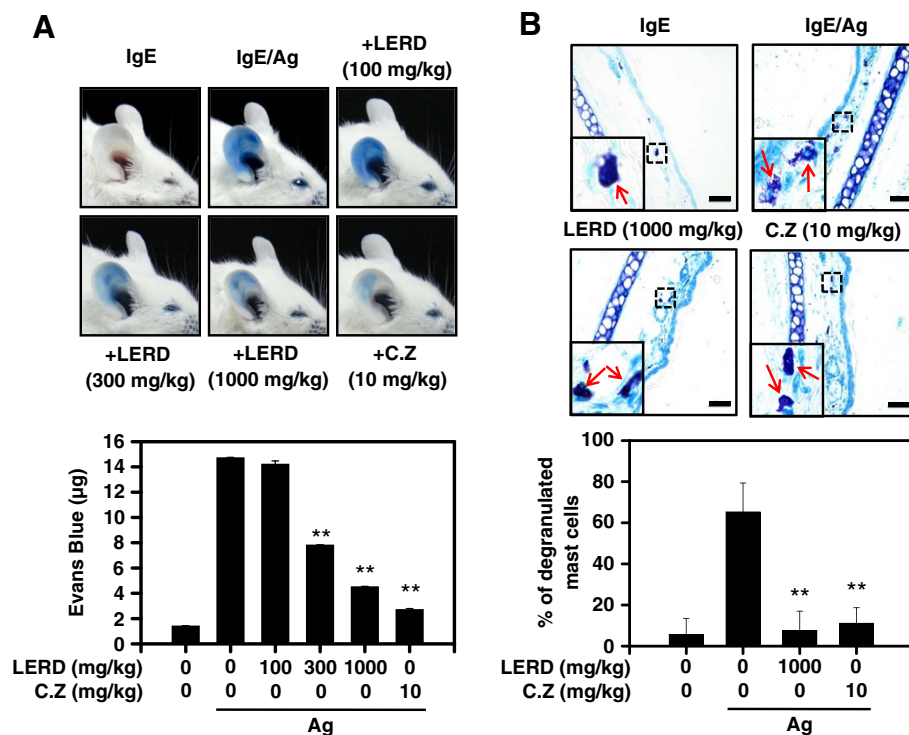 A
IgE
IgE/Ag
+LERD
(100 mg/kg)
+LERD
(300 mg/kg)
+LERD
(1000 mg/kg)
+C.Z
(10 mg/kg)
Evans Blue (µg)
16
14
12
10
8
6
4
2
0
**
**
**
LERD (mg/kg) 0 0 100 300 1000 0
C.Z (mg/kg) 0 0 0 0 0 10
Ag
B
IgE
IgE/Ag
LERD (1000 mg/kg)
C.Z (10 mg/kg)
% of degranulated
mast cells
100
80
60
40
20
0
**
**
LERD (mg/kg) 0 0 1000 0
C.Z (mg/kg) 0 0 0 10
Ag